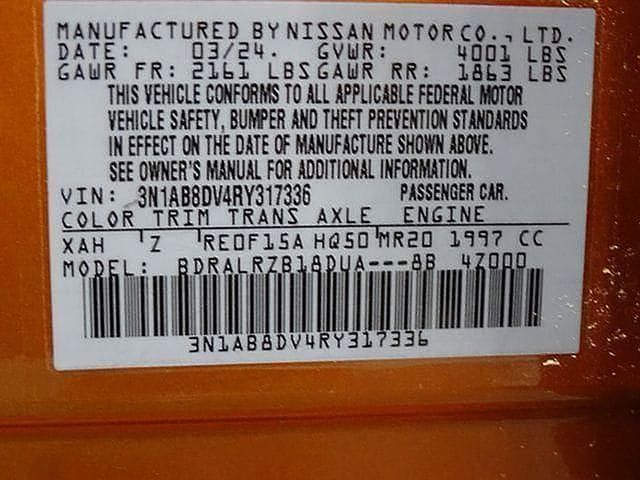 MANUFACTURED BY NISSAN MOTOR CO., LTD.
DATE: 03/24. GVWR: 4001 LBS
GAWR FR: 2161 LBS GAWR RR: 1863 LBS
THIS VEHICLE CONFORMS TO ALL APPLICABLE FEDERAL MOTOR
VEHICLE SAFETY, BUMPER AND THEFT PREVENTION STANDARDS
IN EFFECT ON THE DATE OF MANUFACTURE SHOWN ABOVE.
SEE OWNER'S MANUAL FOR ADDITIONAL INFORMATION.
VIN: 3N1AB8DV4RY317336 PASSENGER CAR.
COLOR TRIM TRANS AXLE ENGINE
XAH Z RE0F15A HQ50 MR20 1997 CC
MODEL: BDRALRZB18DUA---8B 4Z000
3N1AB8DV4RY317336